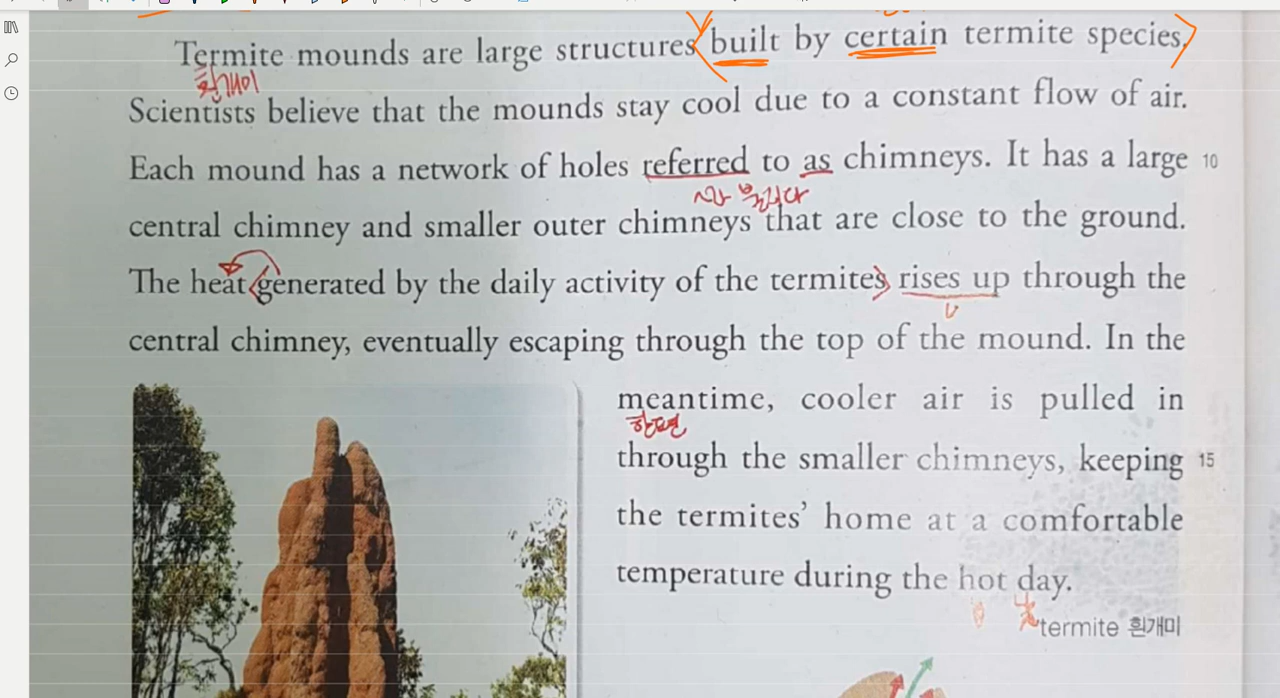 Termite mounds are large structures built by certain termite species.
흰개미
Scientists believe that the mounds stay cool due to a constant flow of air.
Each mound has a network of holes referred to as chimneys. It has a large 10
불리다
central chimney and smaller outer chimneys that are close to the ground.
The heat generated by the daily activity of the termites rises up through the
central chimney, eventually escaping through the top of the mound. In the
meantime, cooler air is pulled in
한편
through the smaller chimneys, keeping 15
the termites' home at a comfortable
temperature during the hot day.
termite 흰개미